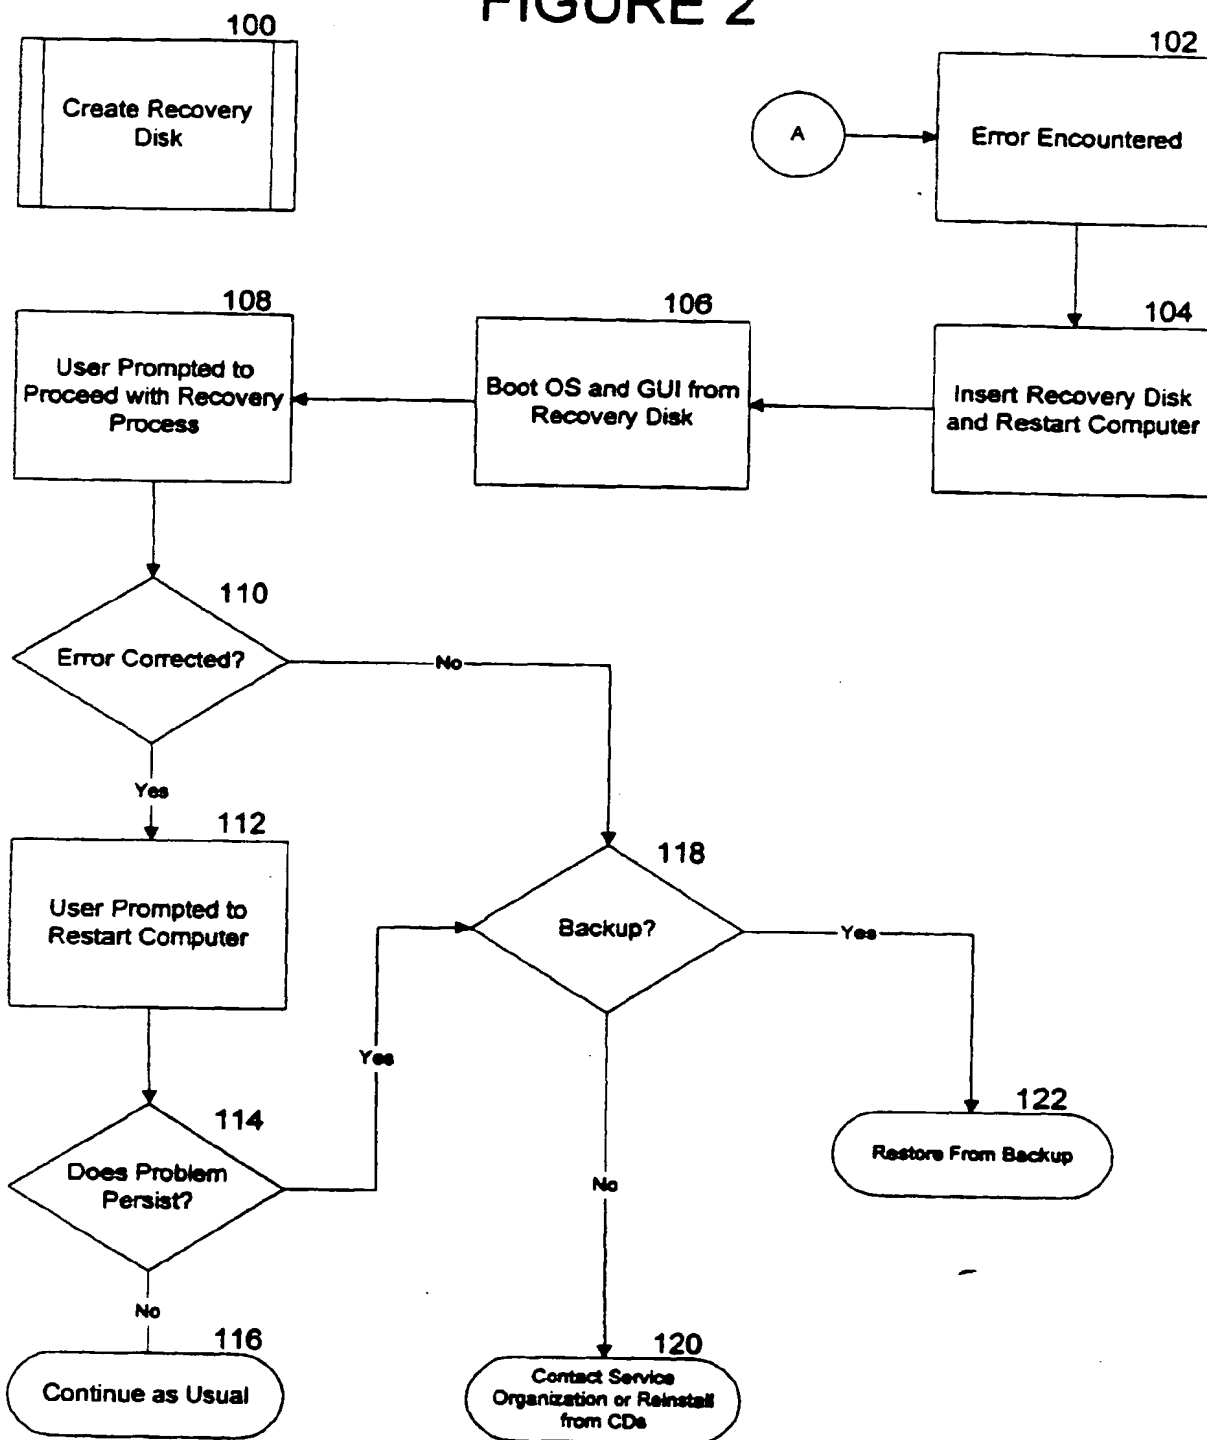 FIGURE 2
100
Create Recovery
Disk
A
102
Error Encountered
108
User Prompted to
Proceed with Recovery
Process
106
Boot OS and GUI from
Recovery Disk
104
Insert Recovery Disk
and Restart Computer
110
Error Corrected?
No
Yes
112
User Prompted to
Restart Computer
118
Backup?
Yes
Yes
114
Does Problem
Persist?
122
Restore From Backup
No
No
116
Continue as Usual
120
Contact Service
Organization or Reinstall
from CDs